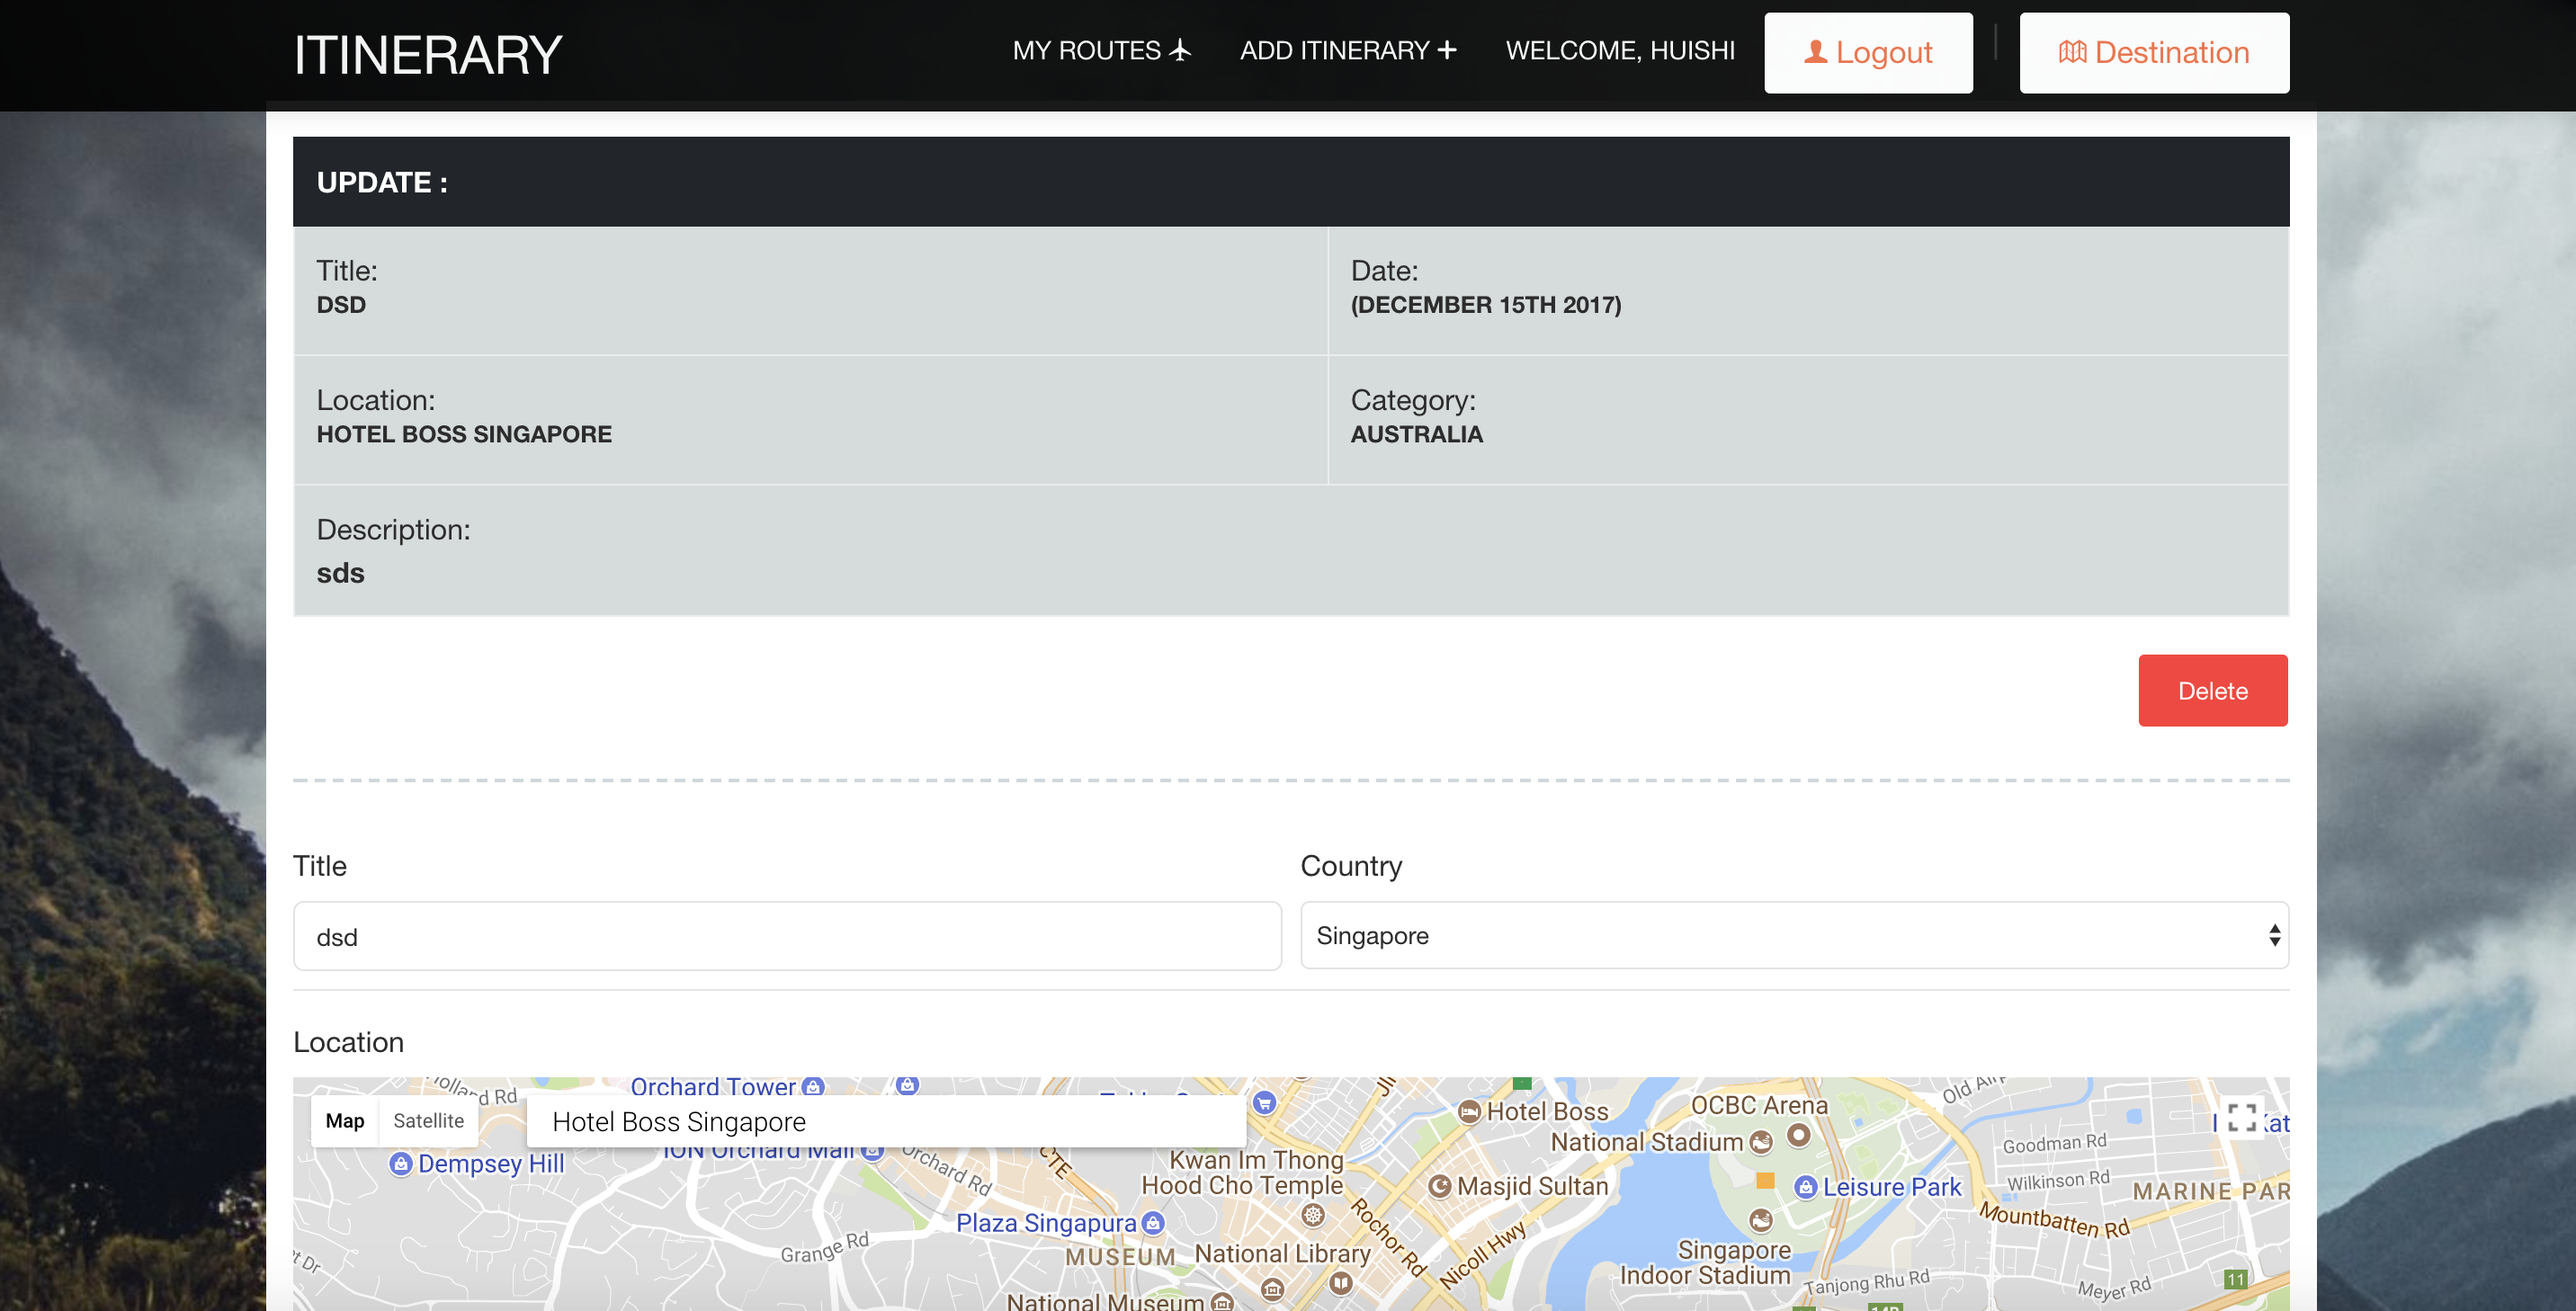 ITINERARY
MY ROUTES
ADD ITINERARY +
WELCOME, HUISHI
Logout
Destination
UPDATE :
Title:
DSD
Date:
(DECEMBER 15TH 2017)
Location:
HOTEL BOSS SINGAPORE
Category:
AUSTRALIA
Description:
sds
Delete
Title
Country
dsd
Singapore
Location
Map
Satellite
Hotel Boss Singapore
Orchard Tower
Dempsey Hill
ION Orchard Mall
Orchard Rd
CTE
Plaza Singapura
Grange Rd
MUSEUM
Kwan Im Thong
Hood Cho Temple
National Library
National Museum
Rochor Rd
Nicoll Hwy
Hotel Boss
Masjid Sultan
OCBC Arena
National Stadium
Leisure Park
Singapore
Indoor Stadium
Tanjong Rhu Rd
Goodman Rd
Wilkinson Rd
Mountbatten Rd
MARINE PAR
Meyer Rd
11